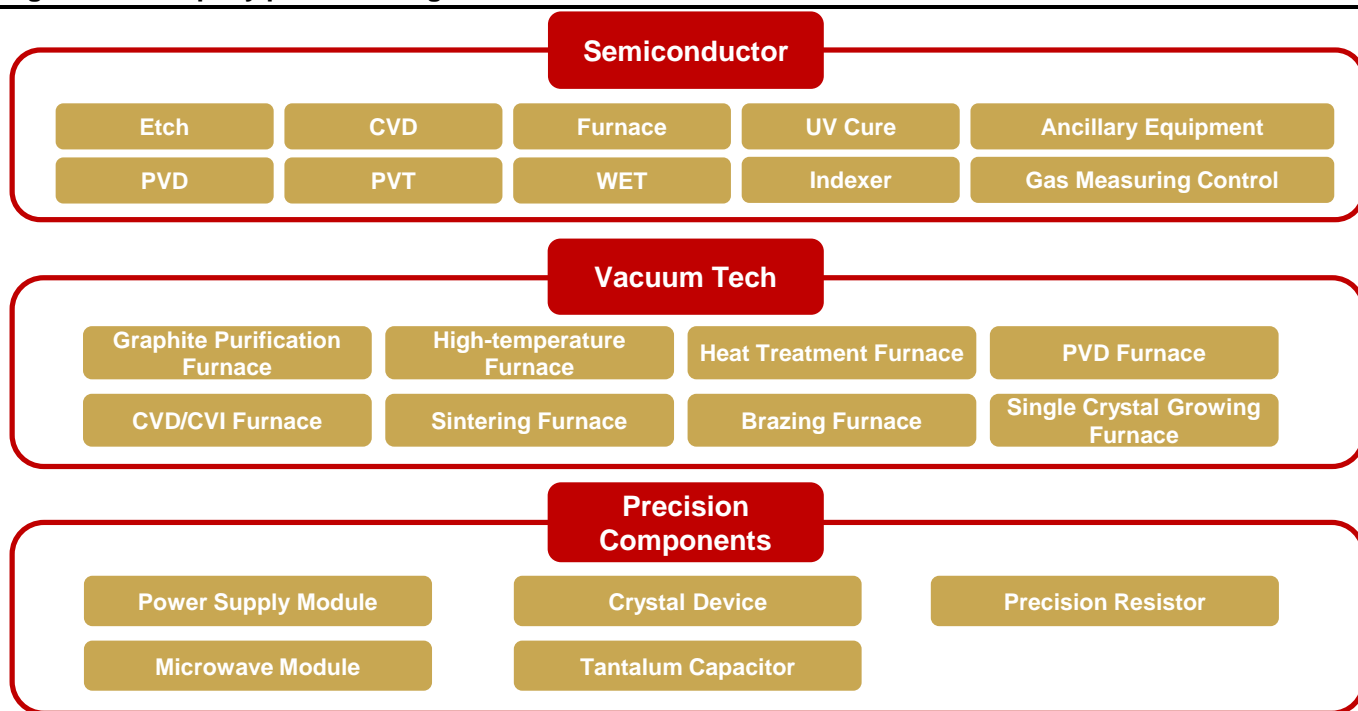 Semiconductor
Etch
CVD
Furnace
UV Cure
Ancillary Equipment
PVD
PVT
WET
Indexer
Gas Measuring Control
Vacuum Tech
Graphite Purification
Furnace
High-temperature
Furnace
Heat Treatment Furnace
PVD Furnace
CVD/CVI Furnace
Sintering Furnace
Brazing Furnace
Single Crystal Growing
Furnace
Precision
Components
Power Supply Module
Crystal Device
Precision Resistor
Microwave Module
Tantalum Capacitor